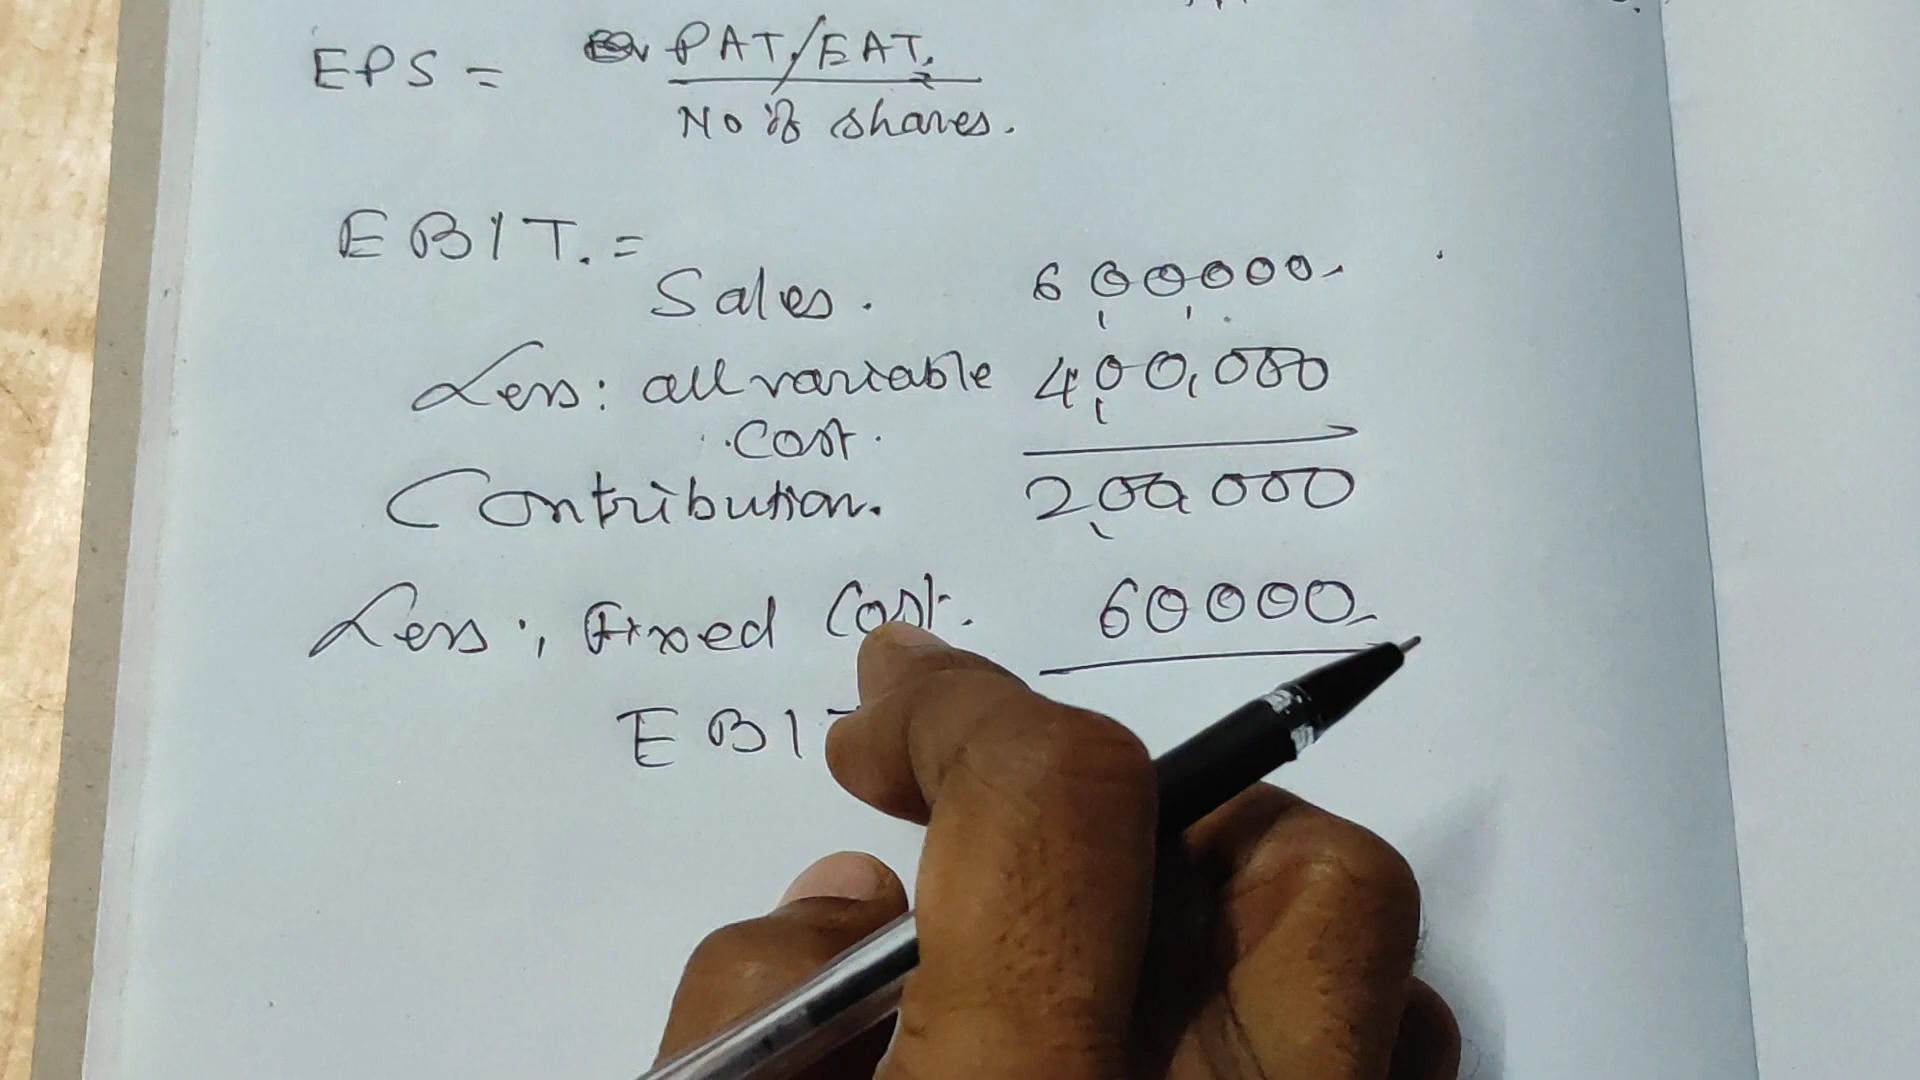 EPS = PAT/EAT.
No of shares.
EBIT. =
Sales. 600000
Less: all variable 400,000
cost.
Contribution. 200000
Less: Fixed Cost. 60000
EBI